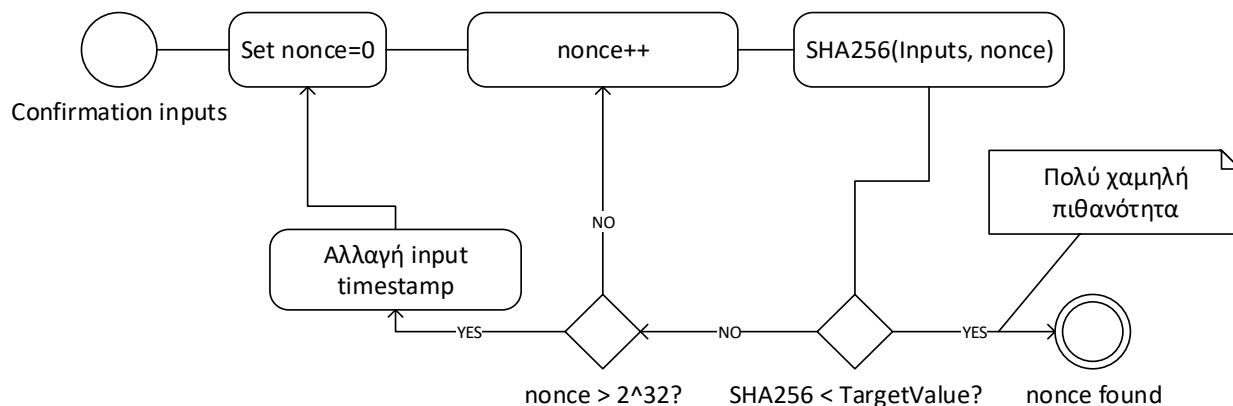 Set nonce=0
nonce++
SHA256(Inputs, nonce)
Confirmation inputs
Πολύ χαμηλή
πιθανότητα
NO
Αλλαγή input
timestamp
YES
NO
YES
nonce > 2^32?
SHA256 < TargetValue?
nonce found